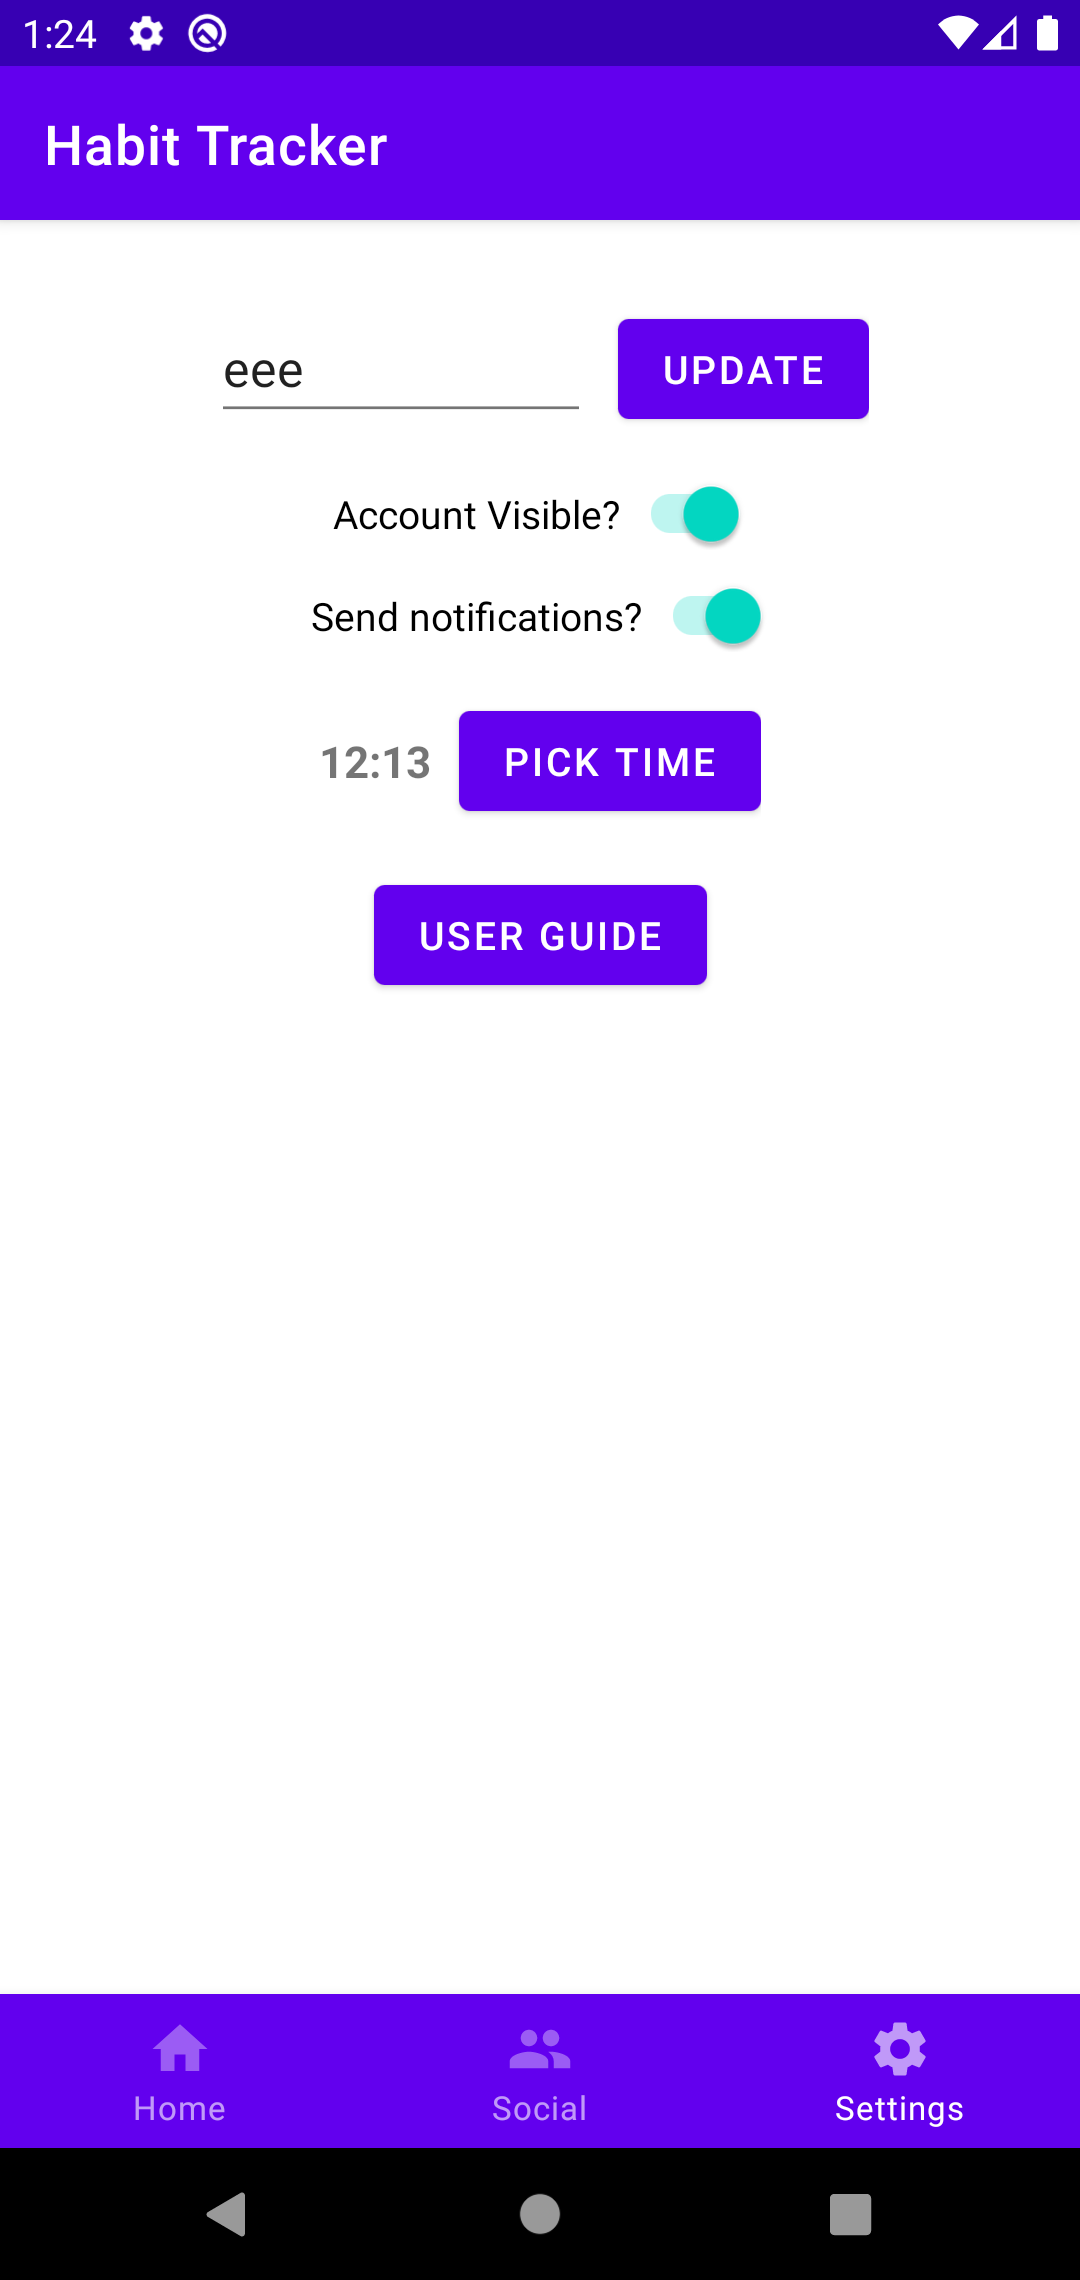 1:24
Habit Tracker
eee
UPDATE
Account Visible?
Send notifications?
12:13 PICK TIME
USER GUIDE
Home Social Settings